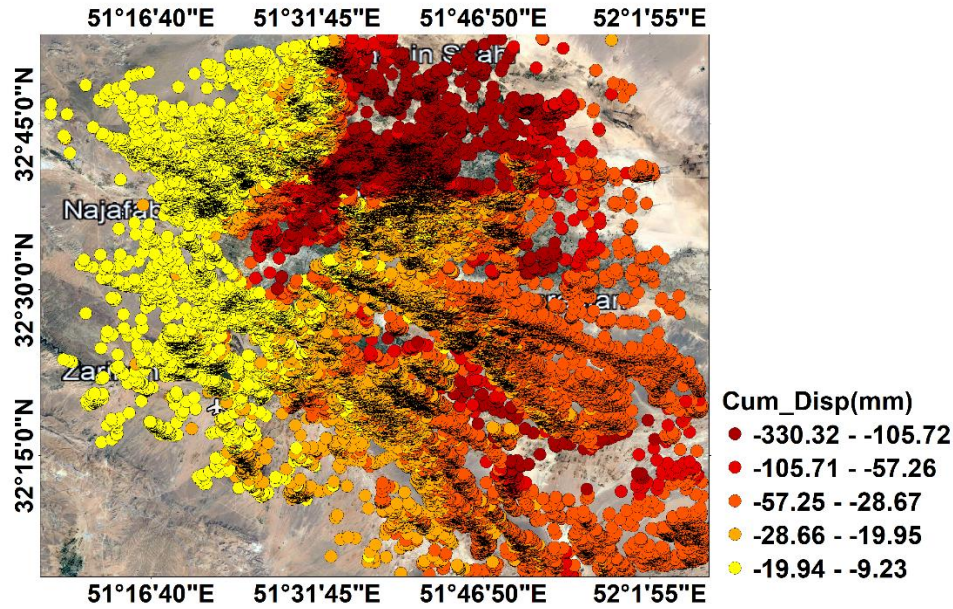 51°16'40"E 51°31'45"E 51°46'50"E 52°1'55"E
32°45'0"N
Najafab
32°30'0"N
32°15'0"N
Cum_Disp(mm)
-330.32 - -105.72
-105.71 - -57.26
-57.25 - -28.67
-28.66 - -19.95
-19.94 - -9.23
51°16'40"E 51°31'45"E 51°46'50"E 52°1'55"E